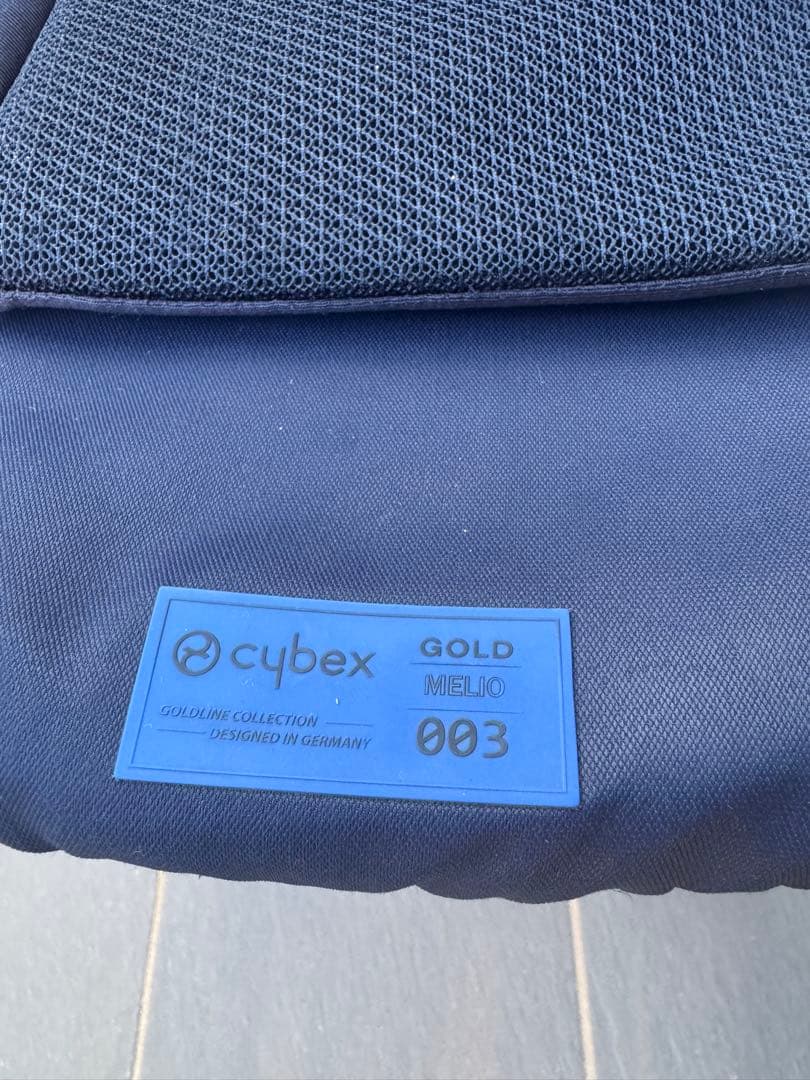 cybex
GOLDLINE COLLECTION
DESIGNED IN GERMANY
GOLD
MELIO
003